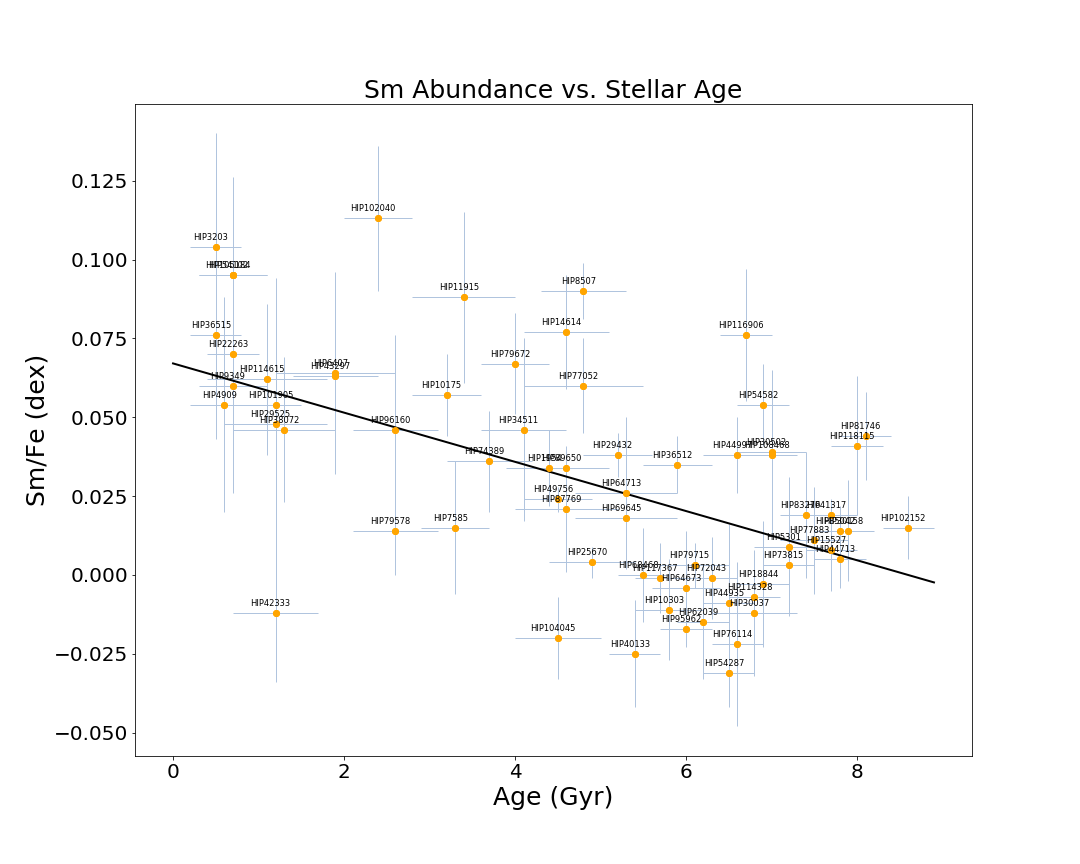 Sm Abundance vs. Stellar Age
0.125
0.100
0.075
0.050
0.025
0.000
−0.025
−0.050
Sm/Fe (dex)
HIP102040
HIP3203
HIP11915
HIP8507
HIP14614
HIP36515
HIP116906
HIP22263
HIP79672
HIP114615
HIP6407
HIP43297
HIP9349
HIP77052
HIP10175
HIP4909
HIP101905
HIP54582
HIP29525
HIP38072
HIP96160
HIP34511
HIP81746
HIP118115
HIP74389
HIP29432
HIP36512
HIP30502
HIP108468
HIP64713
HIP49756
HIP87769
HIP69645
HIP79578
HIP7585
HIP41317
HIP102152
HIP77883
HIP5301
HIP15527
HIP44713
HIP25670
HIP79715
HIP73815
HIP117367
HIP72043
HIP64673
HIP18844
HIP114328
HIP44935
HIP30037
HIP42333
HIP10303
HIP62039
HIP95962
HIP104045
HIP40133
HIP76114
HIP54287
0
2
4
6
8
Age (Gyr)